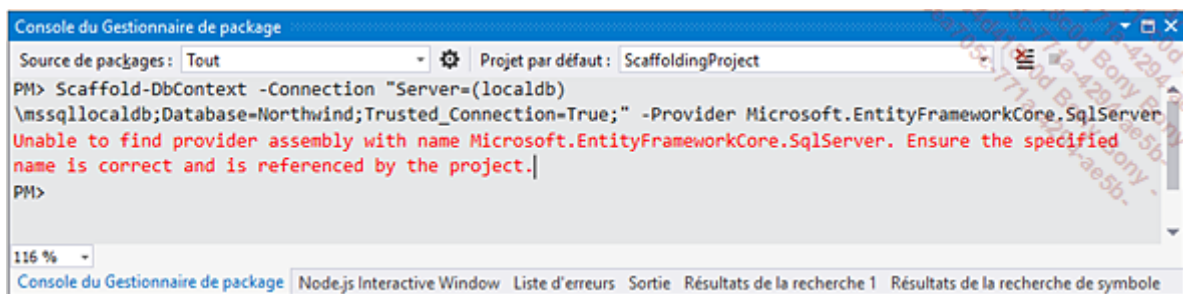 Console du Gestionnaire de package
Source de packages : Tout Projet par défaut : ScaffoldingProject
PM> Scaffold-DbContext -Connection "Server=(localdb)
\mssqllocaldb;Database=Northwind;Trusted_Connection=True;" -Provider Microsoft.EntityFrameworkCore.SqlServer
Unable to find provider assembly with name Microsoft.EntityFrameworkCore.SqlServer. Ensure the specified
name is correct and is referenced by the project.
PM>
116 %
Console du Gestionnaire de package Node.js Interactive Window Liste d'erreurs Sortie Résultats de la recherche 1 Résultats de la recherche de symbole